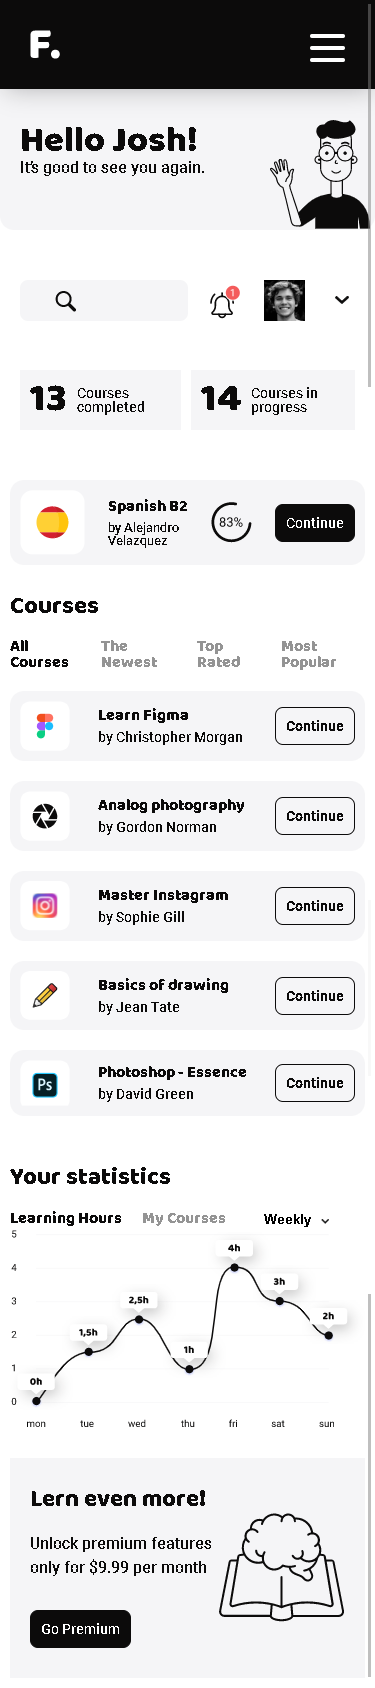 F.
Hello Josh!
It's good to see you again.
1
13 Courses completed
14 Courses in progress
Spanish B2
by Alejandro
Velazquez
83%
Continue
Courses
All Courses
The Newest
Top Rated
Most Popular
Learn Figma
by Christopher Morgan
Continue
Analog photography
by Gordon Norman
Continue
Master Instagram
by Sophie Gill
Continue
Basics of drawing
by Jean Tate
Continue
Ps
Photoshop - Essence
by David Green
Continue
Your statistics
Learning Hours My Courses Weekly
5
4
3
2
1
0
0h
1,5h
2,5h
1h
4h
3h
2h
mon tue wed thu fri sat sun
Lern even more!
Unlock premium features
only for $9.99 per month
Go Premium